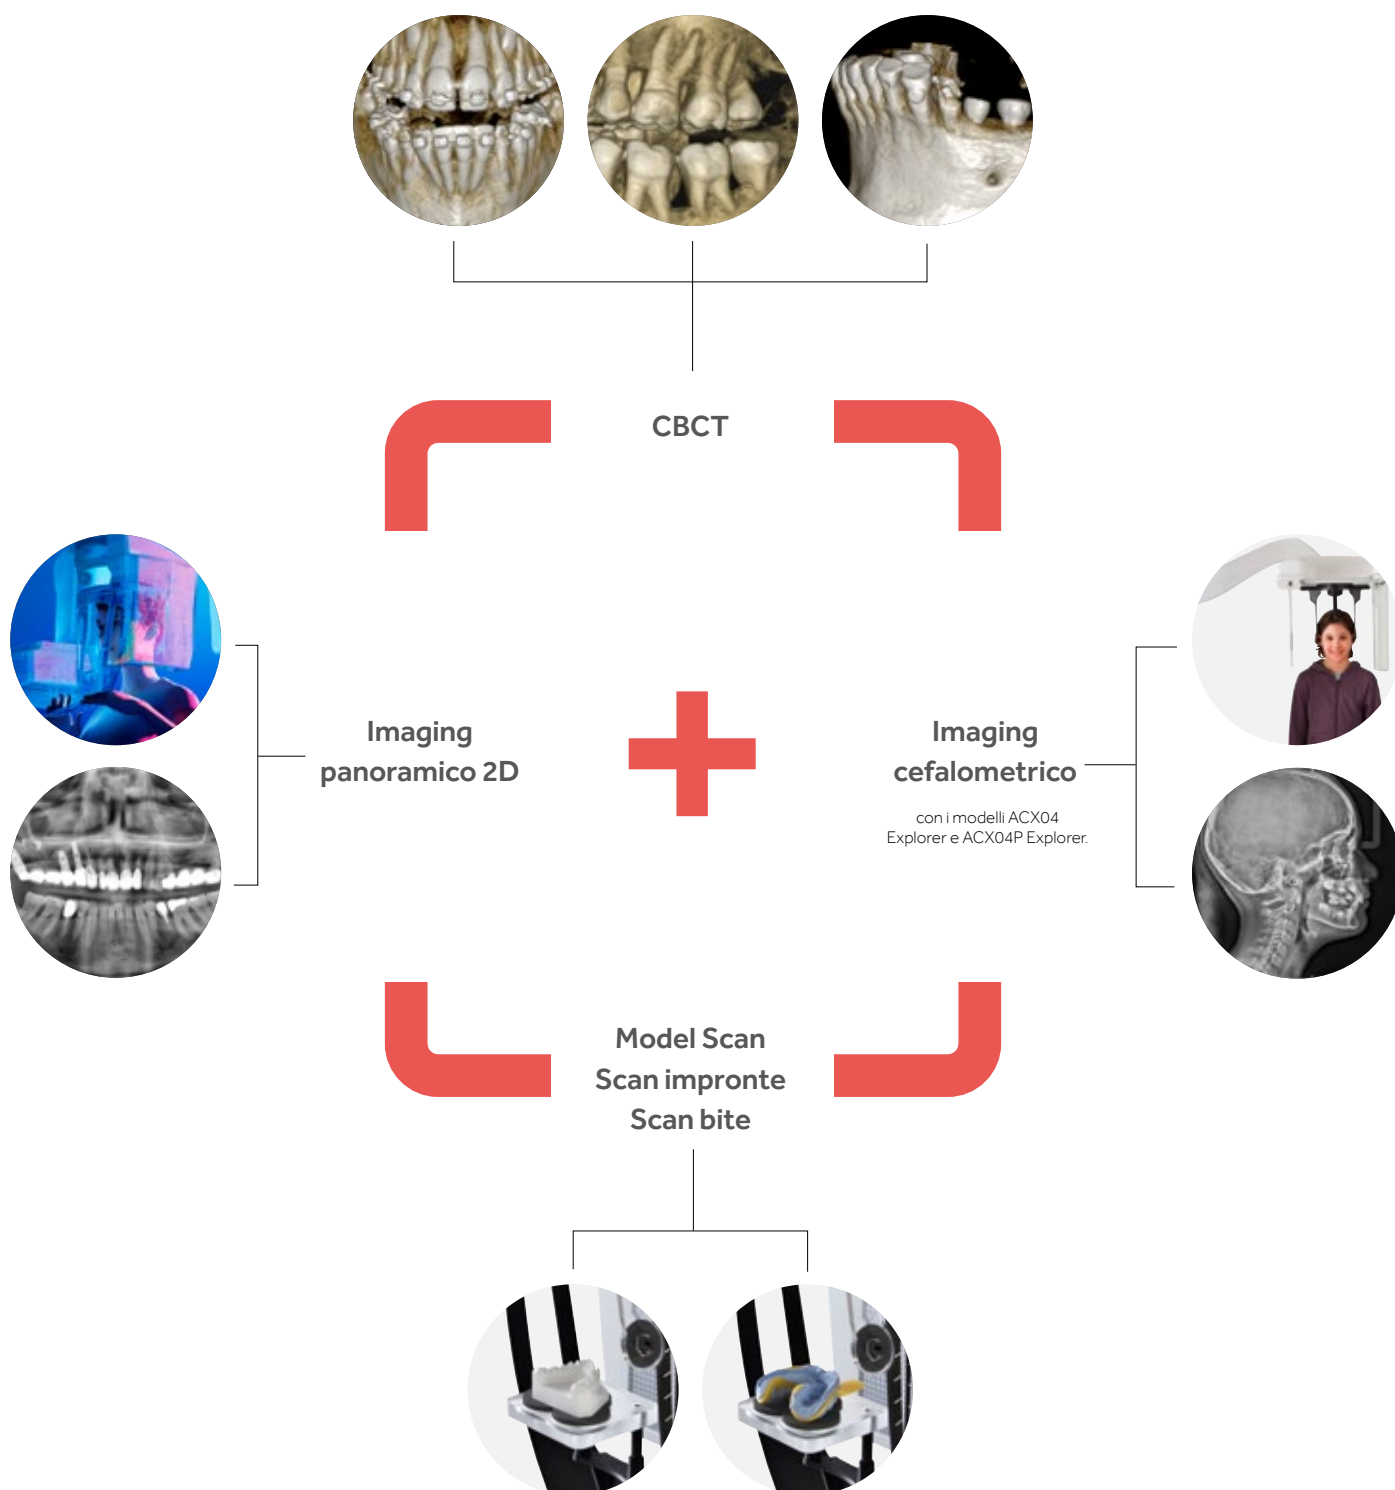 CBCT
Imaging
panoramico 2D
Imaging
cefalometrico
con i modelli ACX04
Explorer e ACX04P Explorer.
Model Scan
Scan impronte
Scan bite